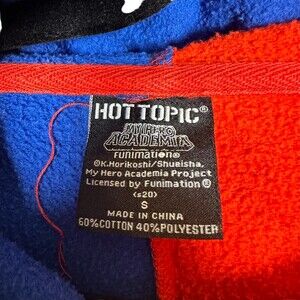 HOT TOPIC®
MY HERO
ACADEMIA
FUNIMATION®
©K.Horikoshi/Shueisha,
My Hero Academia Project
Licensed by Funimation®
(s20)
S
MADE IN CHINA
60%COTTON 40%POLYESTER